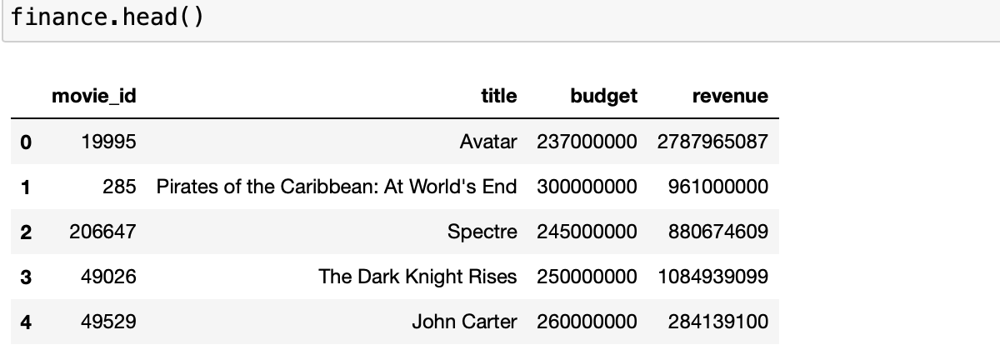 finance.head()
movie_id title budget revenue
0 19995 Avatar 237000000 2787965087
1 285 Pirates of the Caribbean: At World's End 300000000 961000000
2 206647 Spectre 245000000 880674609
3 49026 The Dark Knight Rises 250000000 1084939099
4 49529 John Carter 260000000 284139100